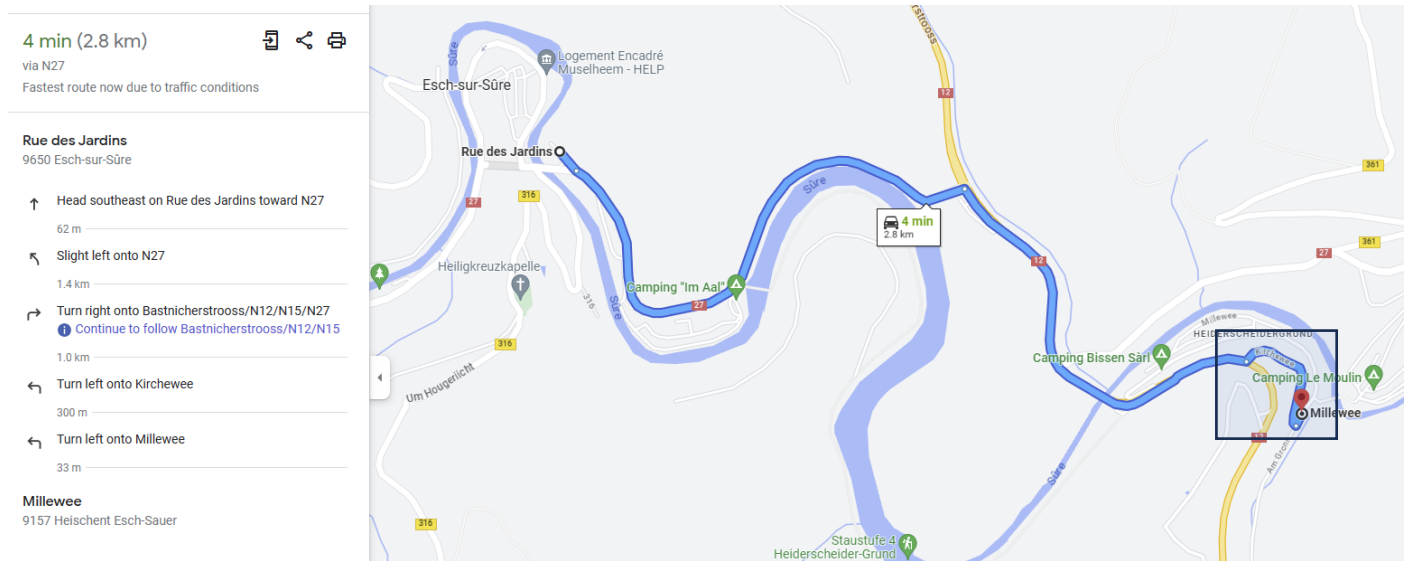 4 min (2.8 km)
via N27
Fastest route now due to traffic conditions
Rue des Jardins
9650 Esch-sur-Sûre
Head southeast on Rue des Jardins toward N27
62 m
Slight left onto N27
1.4 km
Turn right onto Bastnicherstrooss/N12/N15/N27
Continue to follow Bastnicherstrooss/N12/N15
1.0 km
Turn left onto Kirchewee
300 m
Turn left onto Millewee
33 m
Millewee
9157 Heischent Esch-Sauer
Sûre
Logement Encadré
Muselheem - HELP
Esch-sur-Sûre
12
Rue des Jardins
361
316
27
Sûre
4 min
2.8 km
361
27
12
Heiligkreuzkapelle
316
Camping "Im Aal"
27
Sûre
Millewee
HEIDERSCHEIDERGRUND
316
Kirchewee
Camping Bissen Sàrl
Camping Le Moulin
Um Hougeriicht
Millewee
12
Am Gron
Sûre
316
Staustufe 4
Heiderscheider-Grund